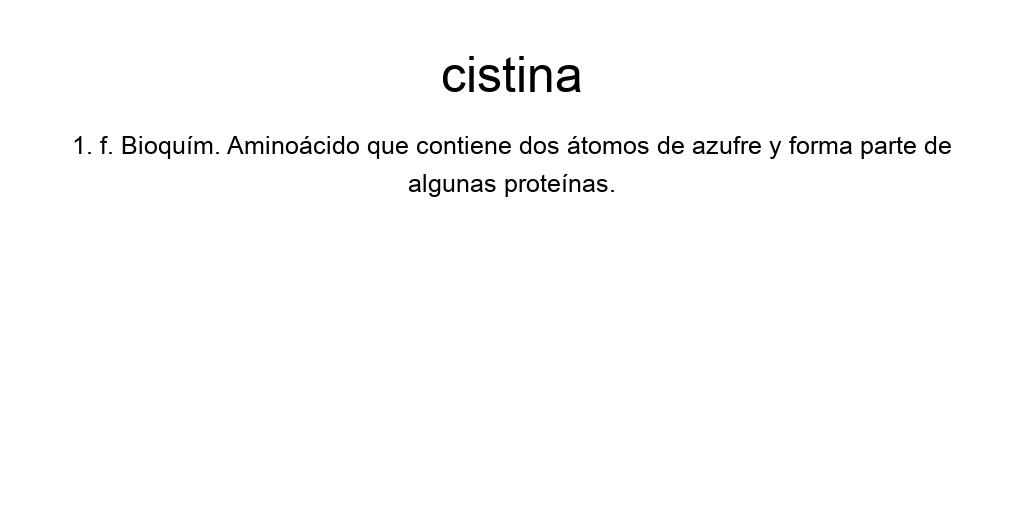 cistina
1. f. Bioquím. Aminoácido que contiene dos átomos de azufre y forma parte de
algunas proteínas.